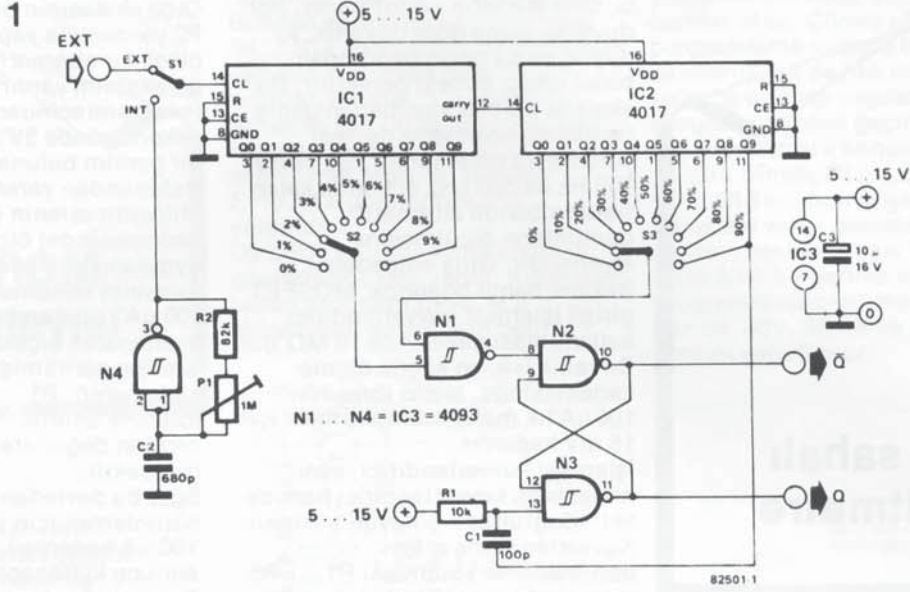 1
5 . . . 15 V
EXT
EXT
S1
INT
16
VDD
IC1
4017
14 CL
15 R
13 CE
8 GND
carry out
12
14
Q0 Q1 Q2 Q3 Q4 Q5 Q6 Q7 Q8 Q9
3 2 4 7 10 1 5 6 9 11
0% 1% 2% 3% 4% 5% 6% 7% 8% 9%
S2
16
VDD
IC2
4017
CL
R 15
CE 13
GND 8
Q0 Q1 Q2 Q3 Q4 Q5 Q6 Q7 Q8 Q9
3 2 4 7 10 1 5 6 9 11
0% 10% 20% 30% 40% 50% 60% 70% 80% 90%
S3
5 . . . 15 V
14
IC3
7
C3
10 µ
16 V
0
N4
3
2 1
R2
82k
P1
1M
C2
680p
N1
6
5
4
N2
8
9
10
Q
N1 . . . N4 = IC3 = 4093
N3
12
13
11
Q
5 . . . 15 V
R1
10k
C1
100p
82501-1